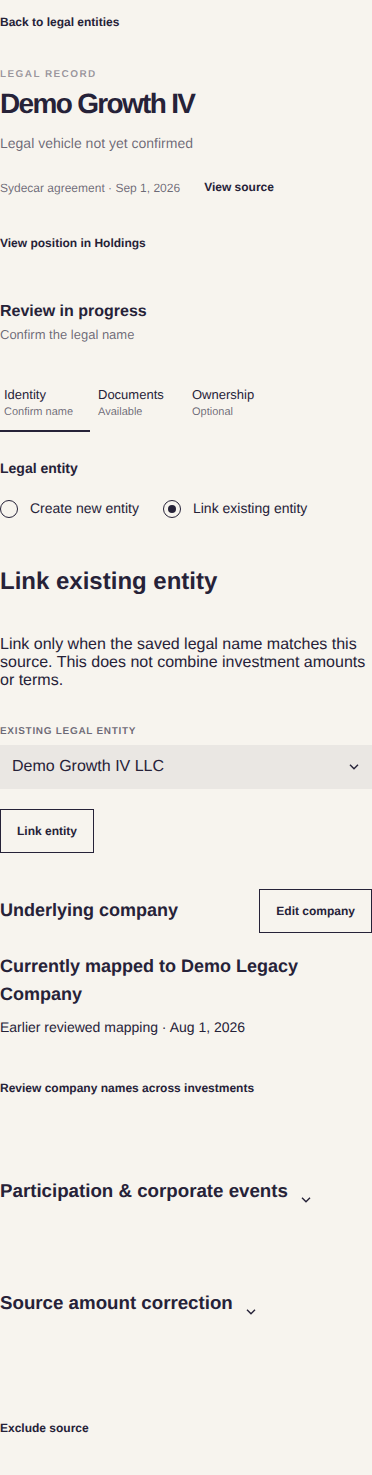 Back to legal entities
LEGAL RECORD
Demo Growth IV
Legal vehicle not yet confirmed
Sydecar agreement · Sep 1, 2026 View source
View position in Holdings
Review in progress
Confirm the legal name
Identity Documents Ownership
Confirm name Available Optional
Legal entity
Create new entity Link existing entity
Link existing entity
Link only when the saved legal name matches this
source. This does not combine investment amounts
or terms.
EXISTING LEGAL ENTITY
Demo Growth IV LLC
Link entity
Underlying company Edit company
Currently mapped to Demo Legacy
Company
Earlier reviewed mapping · Aug 1, 2026
Review company names across investments
Participation & corporate events
Source amount correction
Exclude source